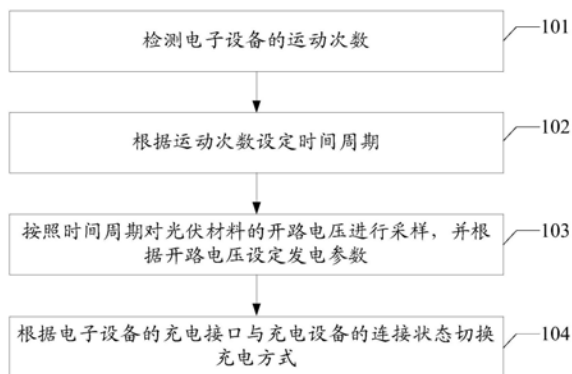 检测电子设备的运动次数
101
根据运动次数设定时间周期
102
按照时间周期对光伏材料的开路电压进行采样，并根
据开路电压设定发电参数
103
根据电子设备的充电接口与充电设备的连接状态切换
充电方式
104